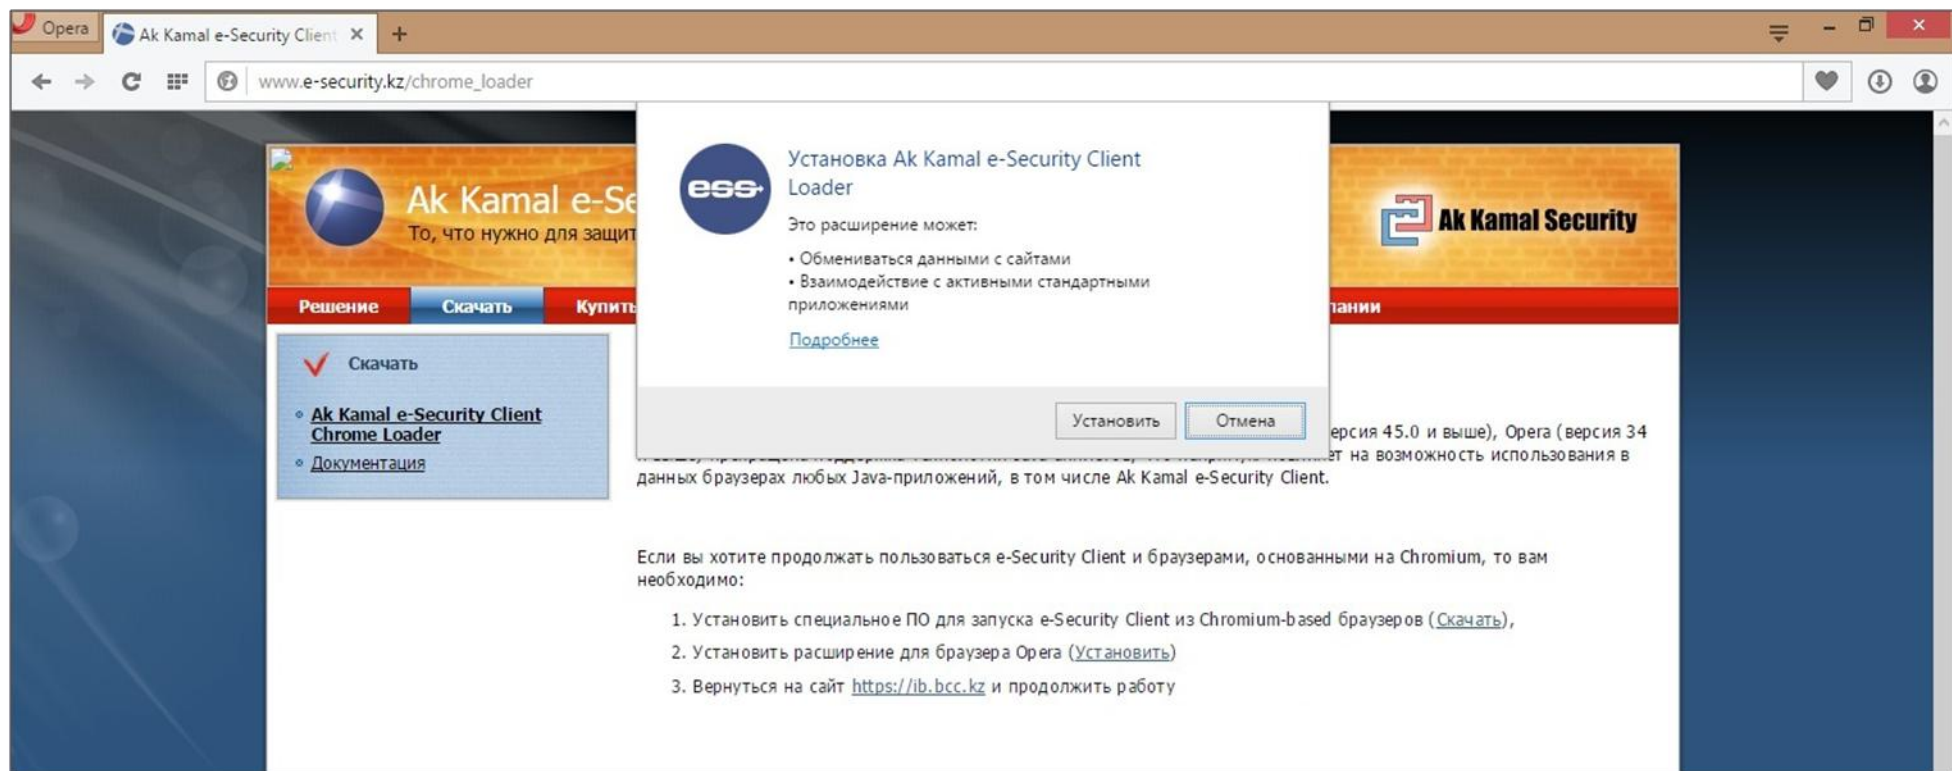 Opera
Ak Kamal e-Security Client
www.e-security.kz/chrome_loader
ess+
Установка Ak Kamal e-Security Client
Loader
Это расширение может:
• Обмениваться данными с сайтами
• Взаимодействие с активными стандартными
приложениями
Подробнее
Установить Отмена
Ak Kamal e-Se
То, что нужно для защит
Ak Kamal Security
Решение Скачать Купить
пании
Скачать
Ak Kamal e-Security Client
Chrome Loader
Документация
ерсия 45.0 и выше), Opera (версия 34
ет на возможность использования в
данных браузерах любых Java-приложений, в том числе Ak Kamal e-Security Client.
Если вы хотите продолжать пользоваться e-Security Client и браузерами, основанными на Chromium, то вам
необходимо:
1. Установить специальное ПО для запуска e-Security Client из Chromium-based браузеров (Скачать),
2. Установить расширение для браузера Opera (Установить)
3. Вернуться на сайт https://ib.bcc.kz и продолжить работу